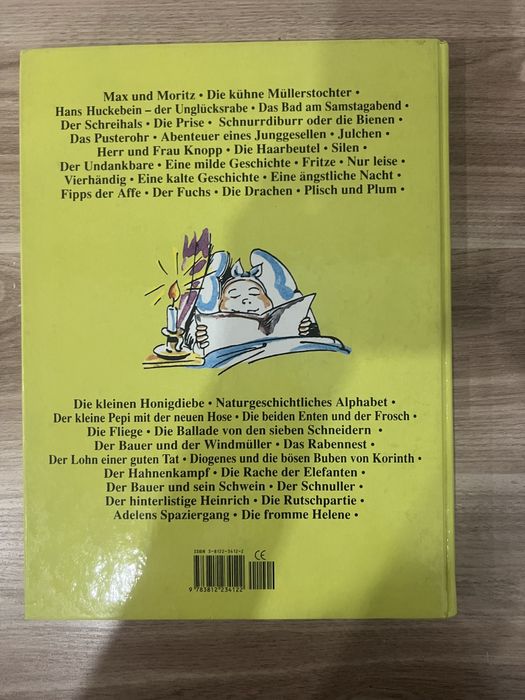 Max und Moritz • Die kühne Müllerstochter •
Hans Huckebein – der Unglücksrabe • Das Bad am Samstagabend •
Der Schreihals • Die Prise • Schnurrdiburr oder die Bienen •
Das Pusterohr • Abenteuer eines Junggesellen • Julchen •
Herr und Frau Knopp • Die Haarbeutel • Silen •
Der Undankbare • Eine milde Geschichte • Fritze • Nur leise •
Vierhändig • Eine kalte Geschichte • Eine ängstliche Nacht •
Fipps der Affe • Der Fuchs • Die Drachen • Plisch und Plum •
Die kleinen Honigdiebe • Naturgeschichtliches Alphabet •
Der kleine Pepi mit der neuen Hose • Die beiden Enten und der Frosch •
Die Fliege • Die Ballade von den sieben Schneidern •
Der Bauer und der Windmüller • Das Rabennest •
Der Lohn einer guten Tat • Diogenes und die bösen Buben von Korinth •
Der Hahnenkampf • Die Rache der Elefanten •
Der Bauer und sein Schwein • Der Schnuller •
Der hinterlistige Heinrich • Die Rutschpartie •
Adelens Spaziergang • Die fromme Helene •
ISBN 3-8122-3412-2
CE
9 783812 234122